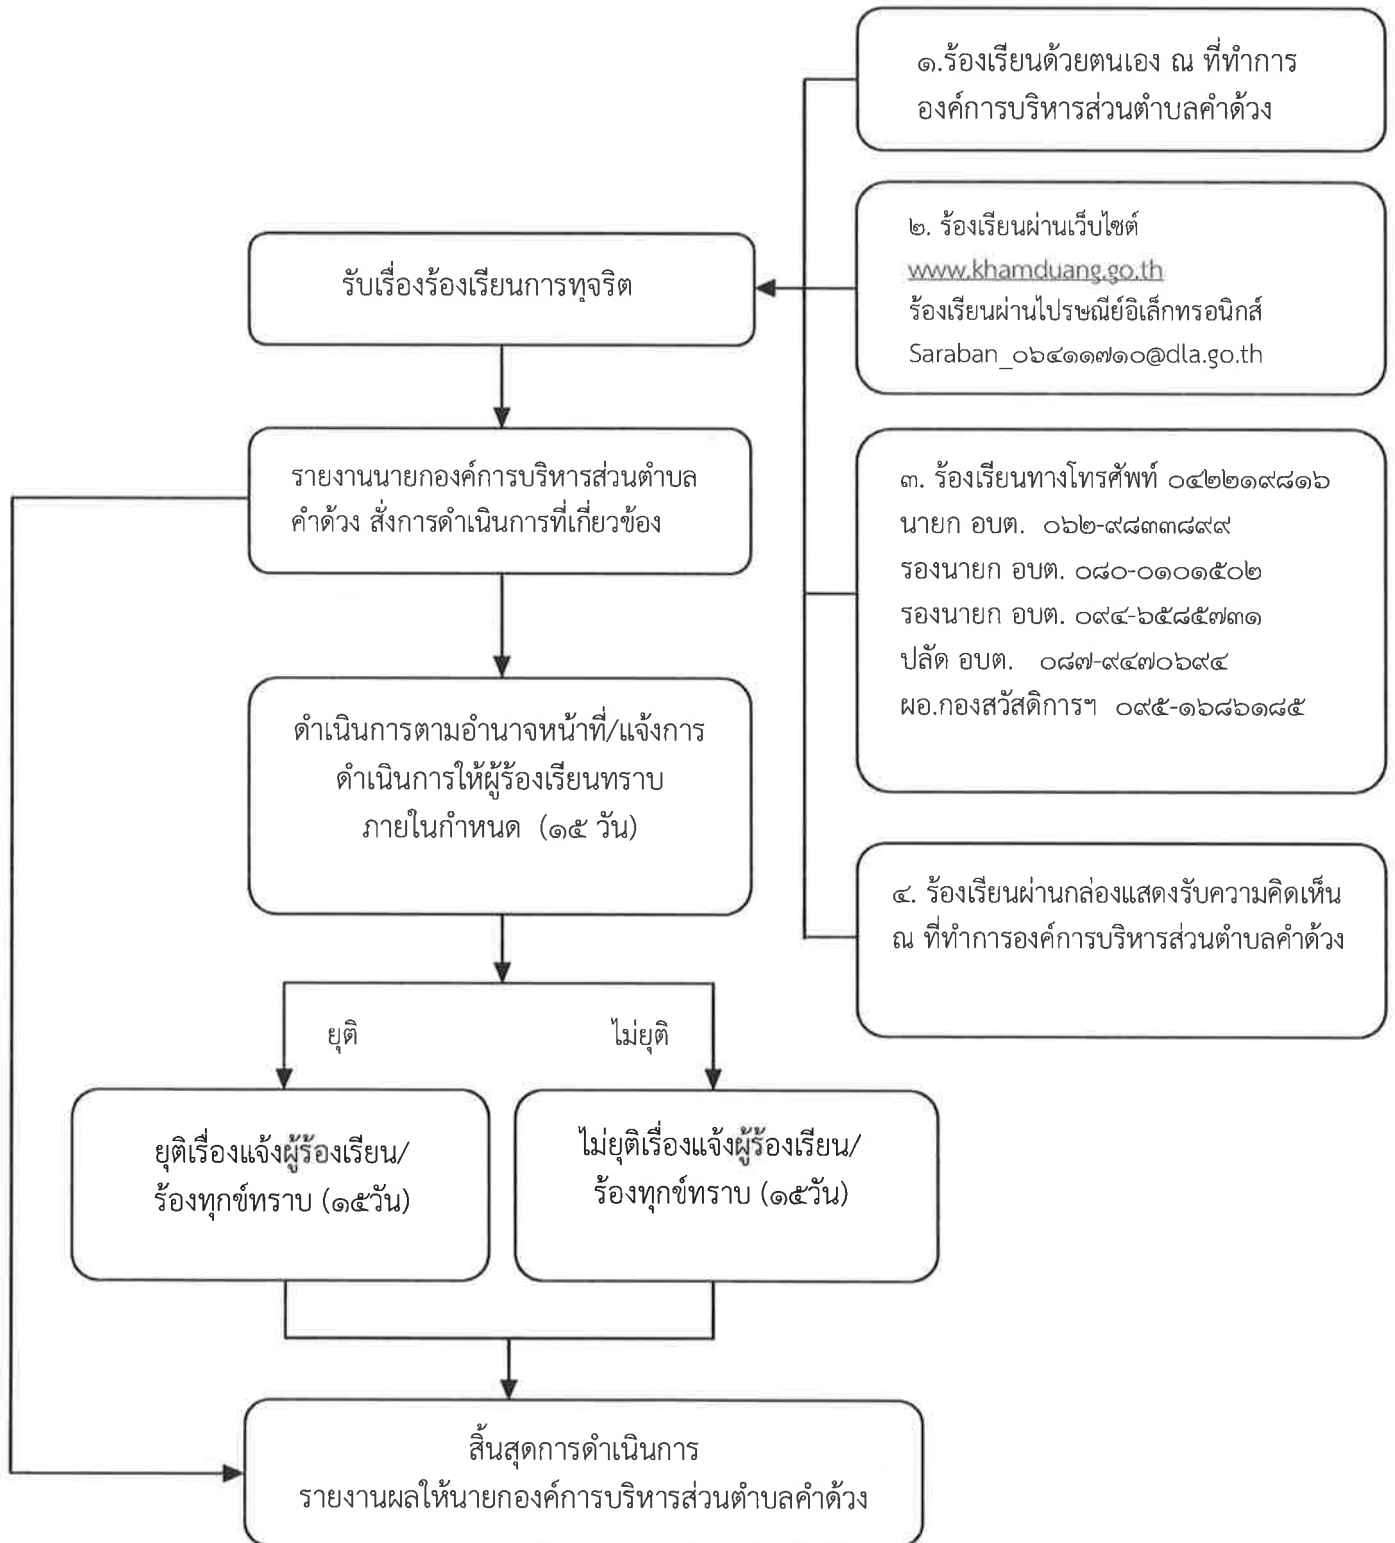 ๑.ร้องเรียนด้วยตนเอง ณ ที่ทำการ
องค์การบริหารส่วนตำบลคำด้วง
๒. ร้องเรียนผ่านเว็บไซต์
www.khamduang.go.th
ร้องเรียนผ่านไปรษณีย์อิเล็กทรอนิกส์
Saraban_๐๖๔๑๑๗๑๐@dla.go.th
๓. ร้องเรียนทางโทรศัพท์ ๐๔๒๒๑๙๘๑๖
นายก อบต. ๐๖๒-๙๘๓๓๘๙๙
รองนายก อบต. ๐๘๐-๐๑๐๑๕๐๒
รองนายก อบต. ๐๙๔-๖๕๘๕๗๓๑
ปลัด อบต. ๐๘๗-๙๔๗๐๖๙๔
ผอ.กองสวัสดิการฯ ๐๙๕-๑๖๘๖๑๘๕
๔. ร้องเรียนผ่านกล่องแสดงรับความคิดเห็น
ณ ที่ทำการองค์การบริหารส่วนตำบลคำด้วง
รับเรื่องร้องเรียนการทุจริต
รายงานนายกองค์การบริหารส่วนตำบล
คำด้วง สั่งการดำเนินการที่เกี่ยวข้อง
ดำเนินการตามอำนาจหน้าที่/แจ้งการ
ดำเนินการให้ผู้ร้องเรียนทราบ
ภายในกำหนด (๑๕ วัน)
ยุติ
ไม่ยุติ
ยุติเรื่องแจ้งผู้ร้องเรียน/
ร้องทุกข์ทราบ (๑๕วัน)
ไม่ยุติเรื่องแจ้งผู้ร้องเรียน/
ร้องทุกข์ทราบ (๑๕วัน)
สิ้นสุดการดำเนินการ
รายงานผลให้นายกองค์การบริหารส่วนตำบลคำด้วง